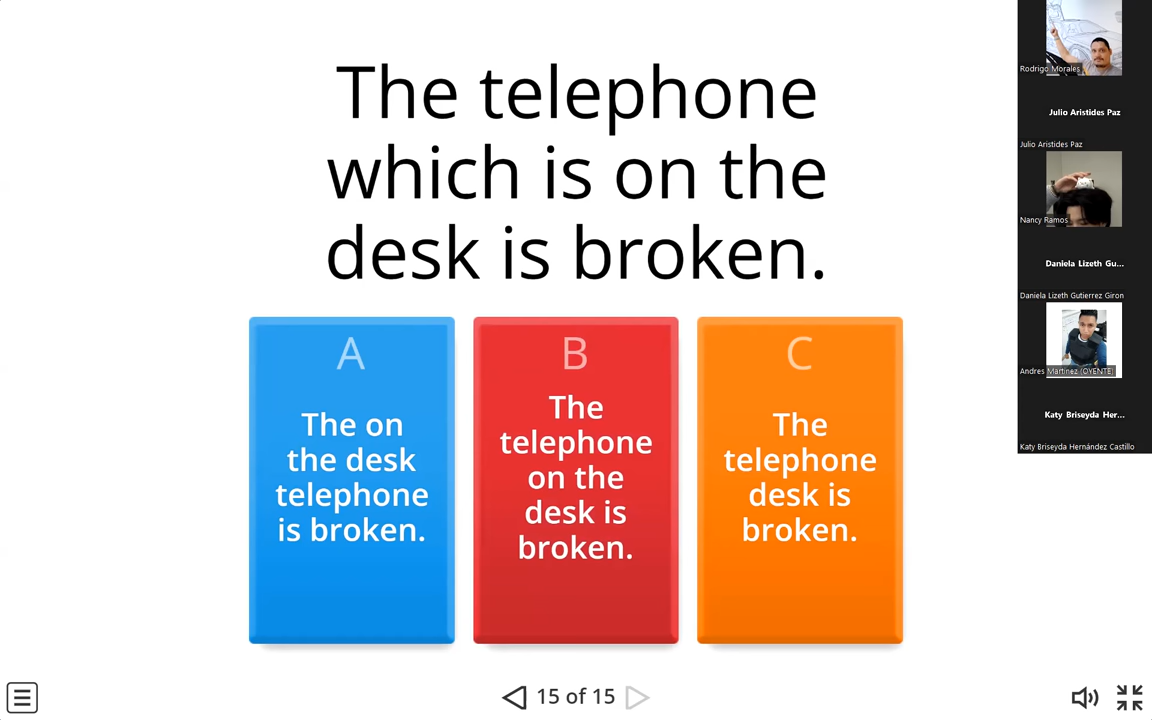 The telephone
which is on the
desk is broken.
A
The on
the desk
telephone
is broken.
B
The
telephone
on the
desk is
broken.
C
The
telephone
desk is
broken.
15 of 15
Rodrigo Morales
Julio Aristides Paz
Julio Aristides Paz
Nancy Ramos
Daniela Lizeth Gu...
Daniela Lizeth Gutierrez Giron
Andres Martinez (OYENTE)
Katy Briseyda Her...
Katy Briseyda Hernández Castillo